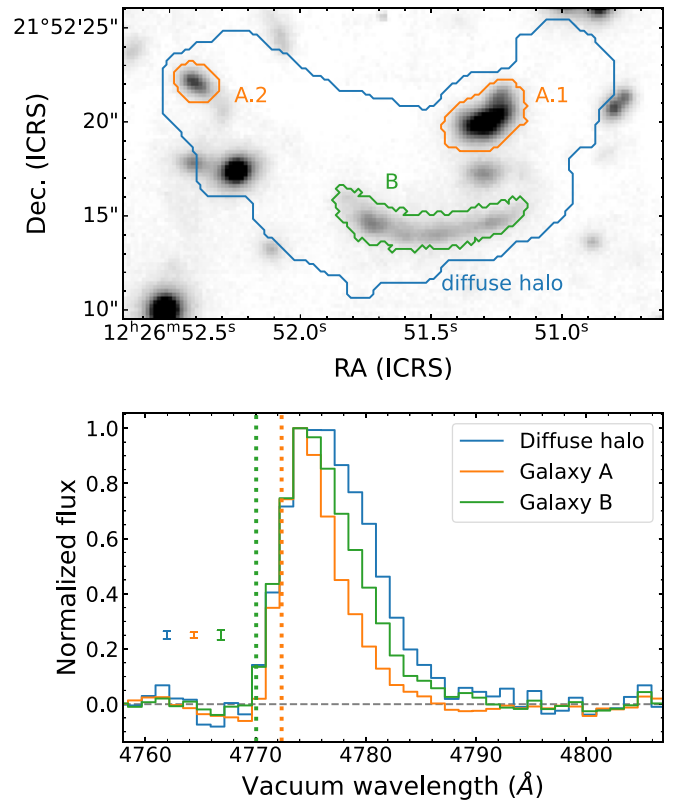 21°52'25"
A.2
A.1
20"
B
15"
diffuse halo
10"
12ʰ26ᵐ52.5ˢ 52.0ˢ 51.5ˢ 51.0ˢ
Dec. (ICRS)
RA (ICRS)
1.0
0.8
0.6
0.4
0.2
0.0
Normalized flux
Diffuse halo
Galaxy A
Galaxy B
4760 4770 4780 4790 4800
Vacuum wavelength (Å)